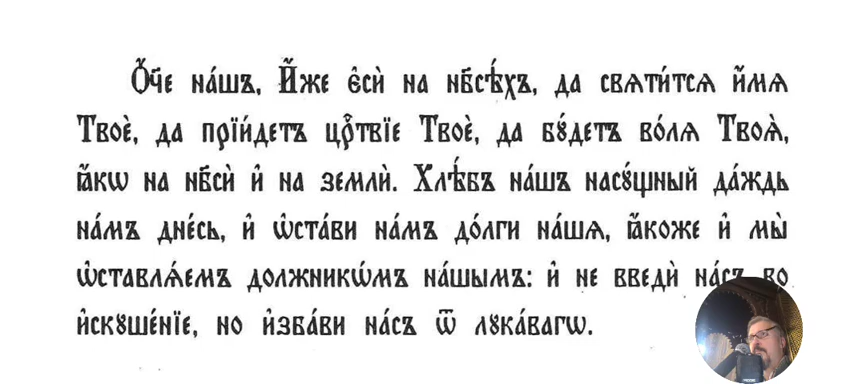 Ѻ҆́ч҃е на́шъ, И҆́же є҆сѝ на нб҃сѣ́хъ, да свѧти́тсѧ и҆́мѧ
Твоѐ, да прїи́детъ црⷭ҇твїе Твоѐ, да бꙋ́детъ во́лѧ Твоѧ̀,
ꙗ҆́кѡ на нб҃сѝ и҆ на землѝ. Хлѣ́бъ на́шъ насꙋ́щный да́ждь
на́мъ дне́сь, и҆ ѡ҆ста́ви на́мъ до́лги на́шѧ, ꙗ҆́коже и҆ мы̀
ѡ҆ставлѧ́емъ должникѡ́мъ на́шымъ: и҆ не введѝ на́съ во
и҆скꙋше́нїе, но и҆зба́ви на́съ ѿ лꙋка́вагѡ.